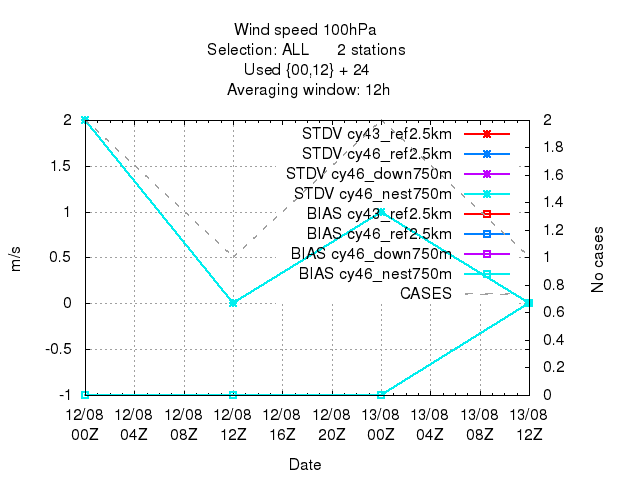 Wind speed 100hPa
Selection: ALL 2 stations
Used {00,12} + 24
Averaging window: 12h
STDV cy43_ref2.5km
STDV cy46_ref2.5km
STDV cy46_down750m
STDV cy46_nest750m
BIAS cy43_ref2.5km
BIAS cy46_ref2.5km
BIAS cy46_down750m
BIAS cy46_nest750m
CASES
m/s
2
1.5
1
0.5
0
-0.5
-1
No cases
2
1.8
1.6
1.4
1.2
1
0.8
0.6
0.4
0.2
0
12/08 12/08 12/08 12/08 12/08 12/08 13/08 13/08 13/08 13/08
00Z 04Z 08Z 12Z 16Z 20Z 00Z 04Z 08Z 12Z
Date